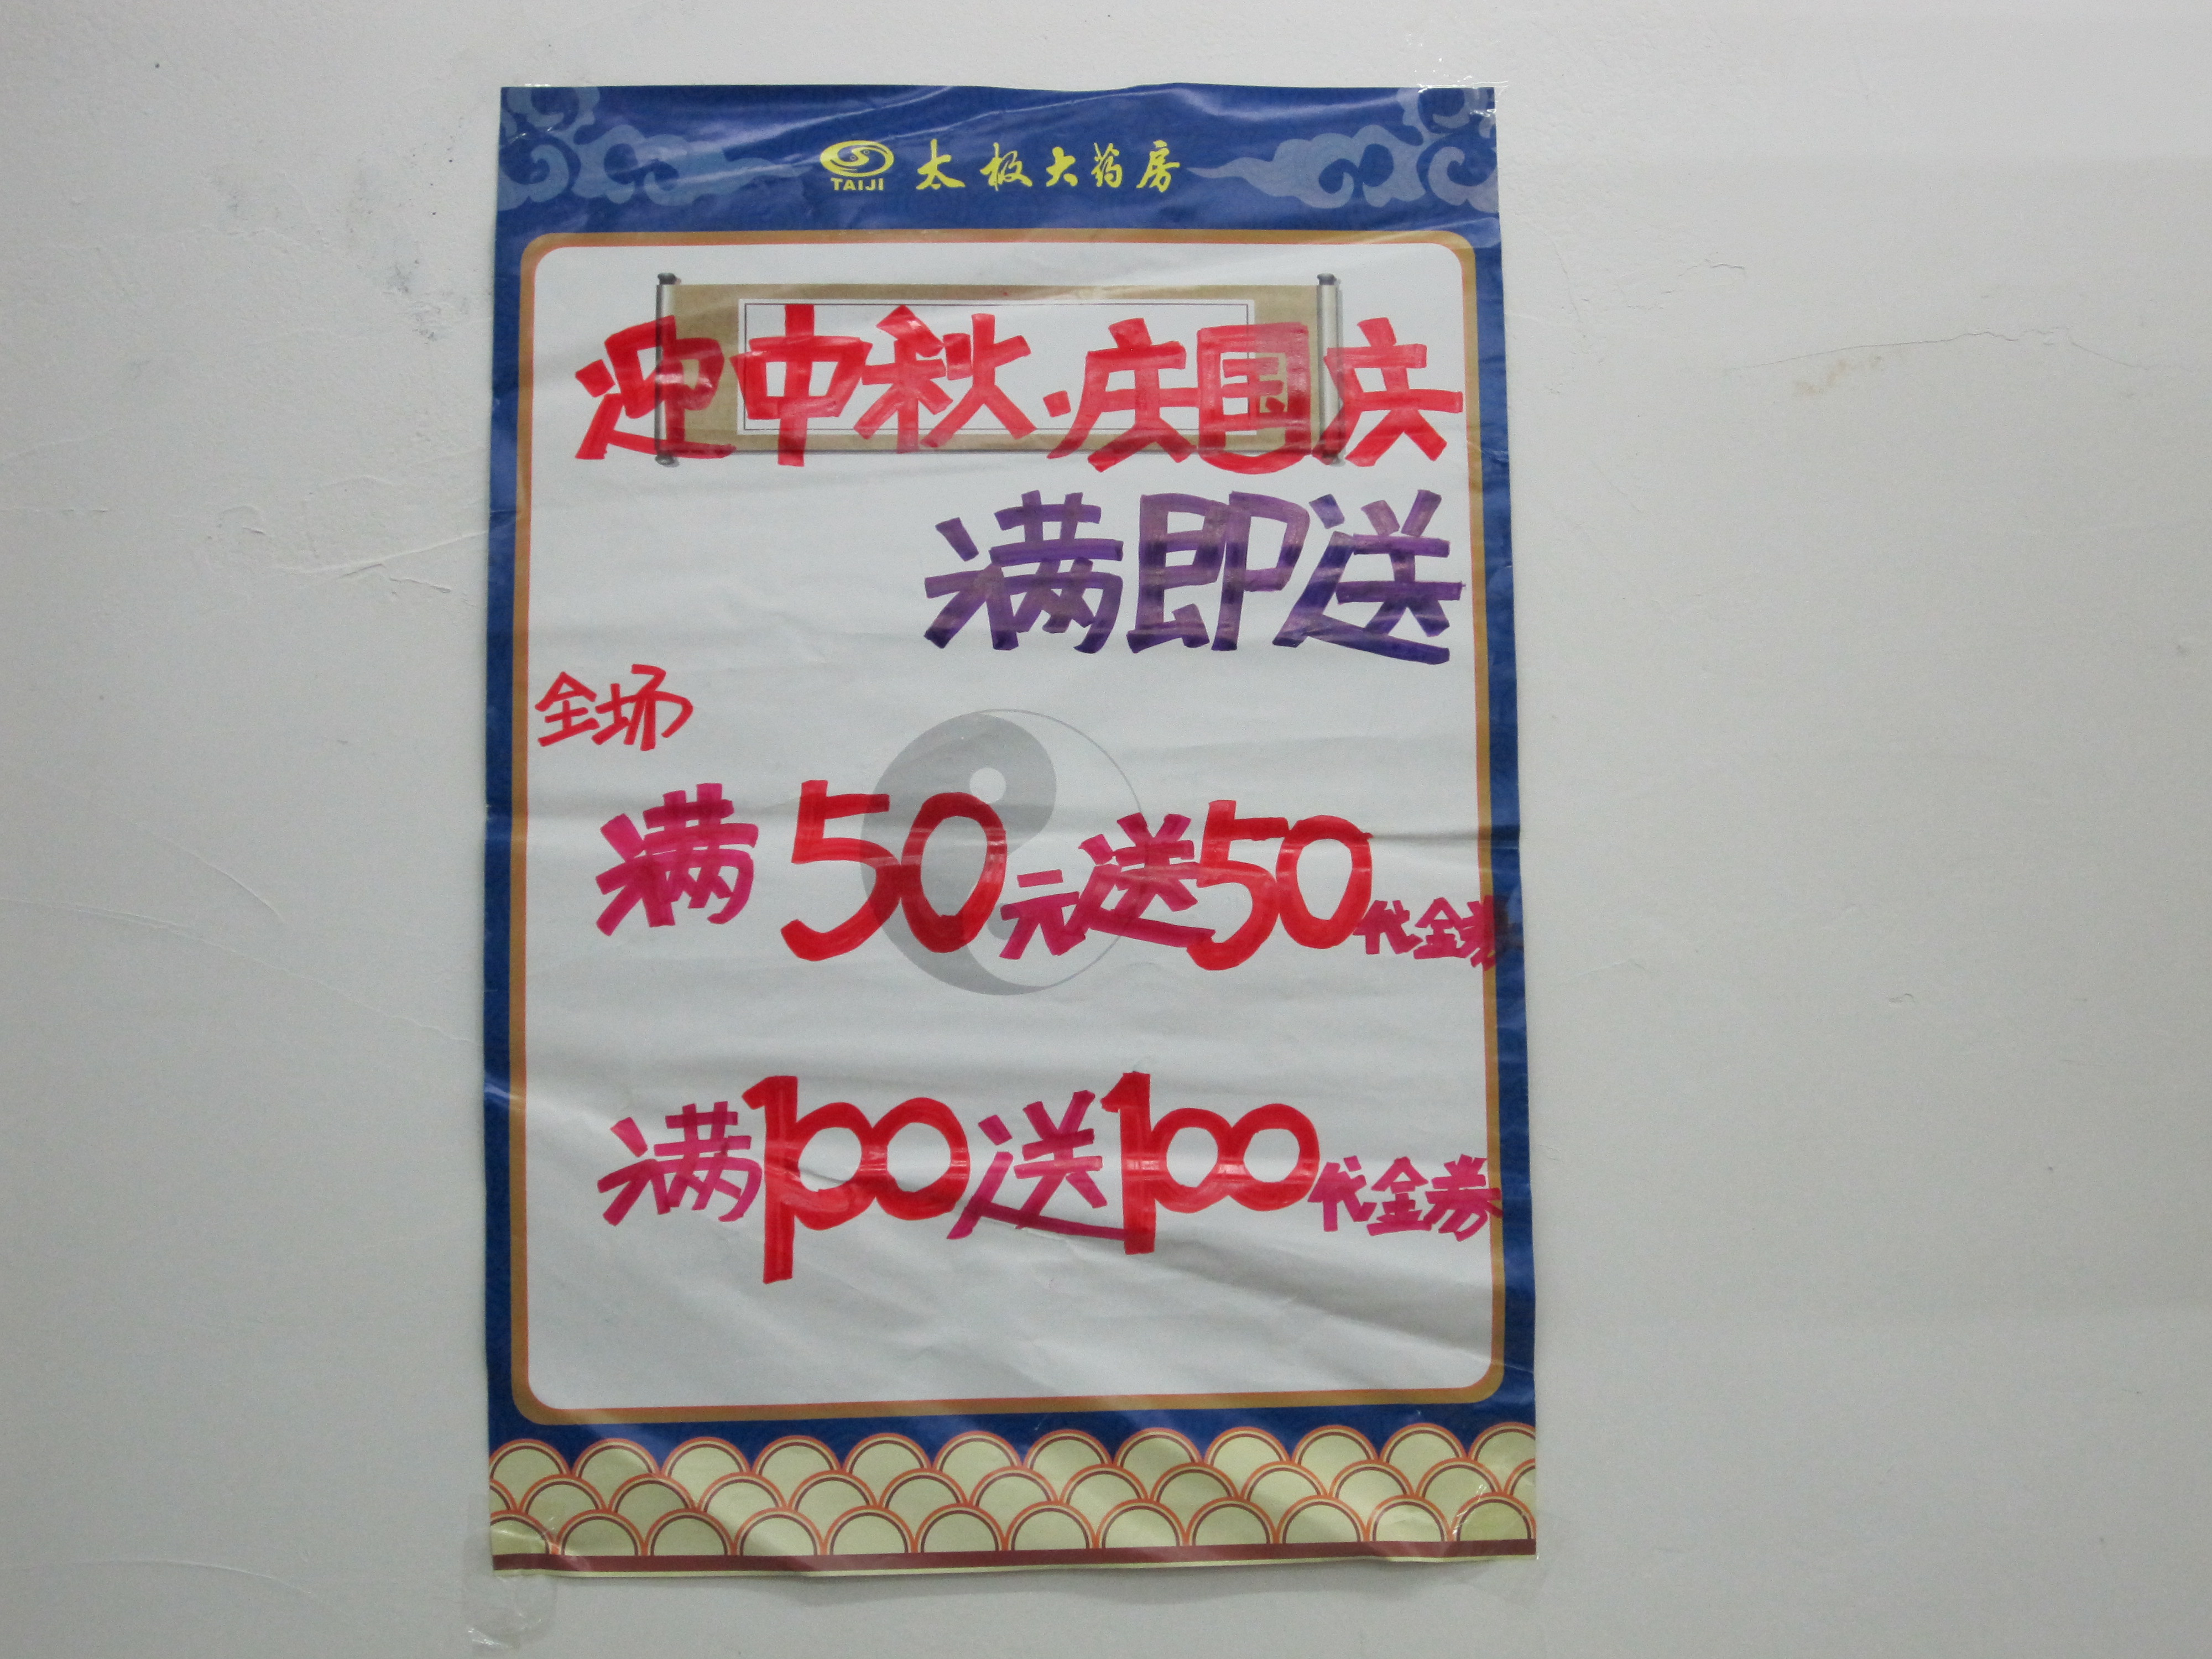 TAIJI 太极大药房
迎中秋·庆国庆
满即送
全场
满50元送50代金券
满100送100代金券